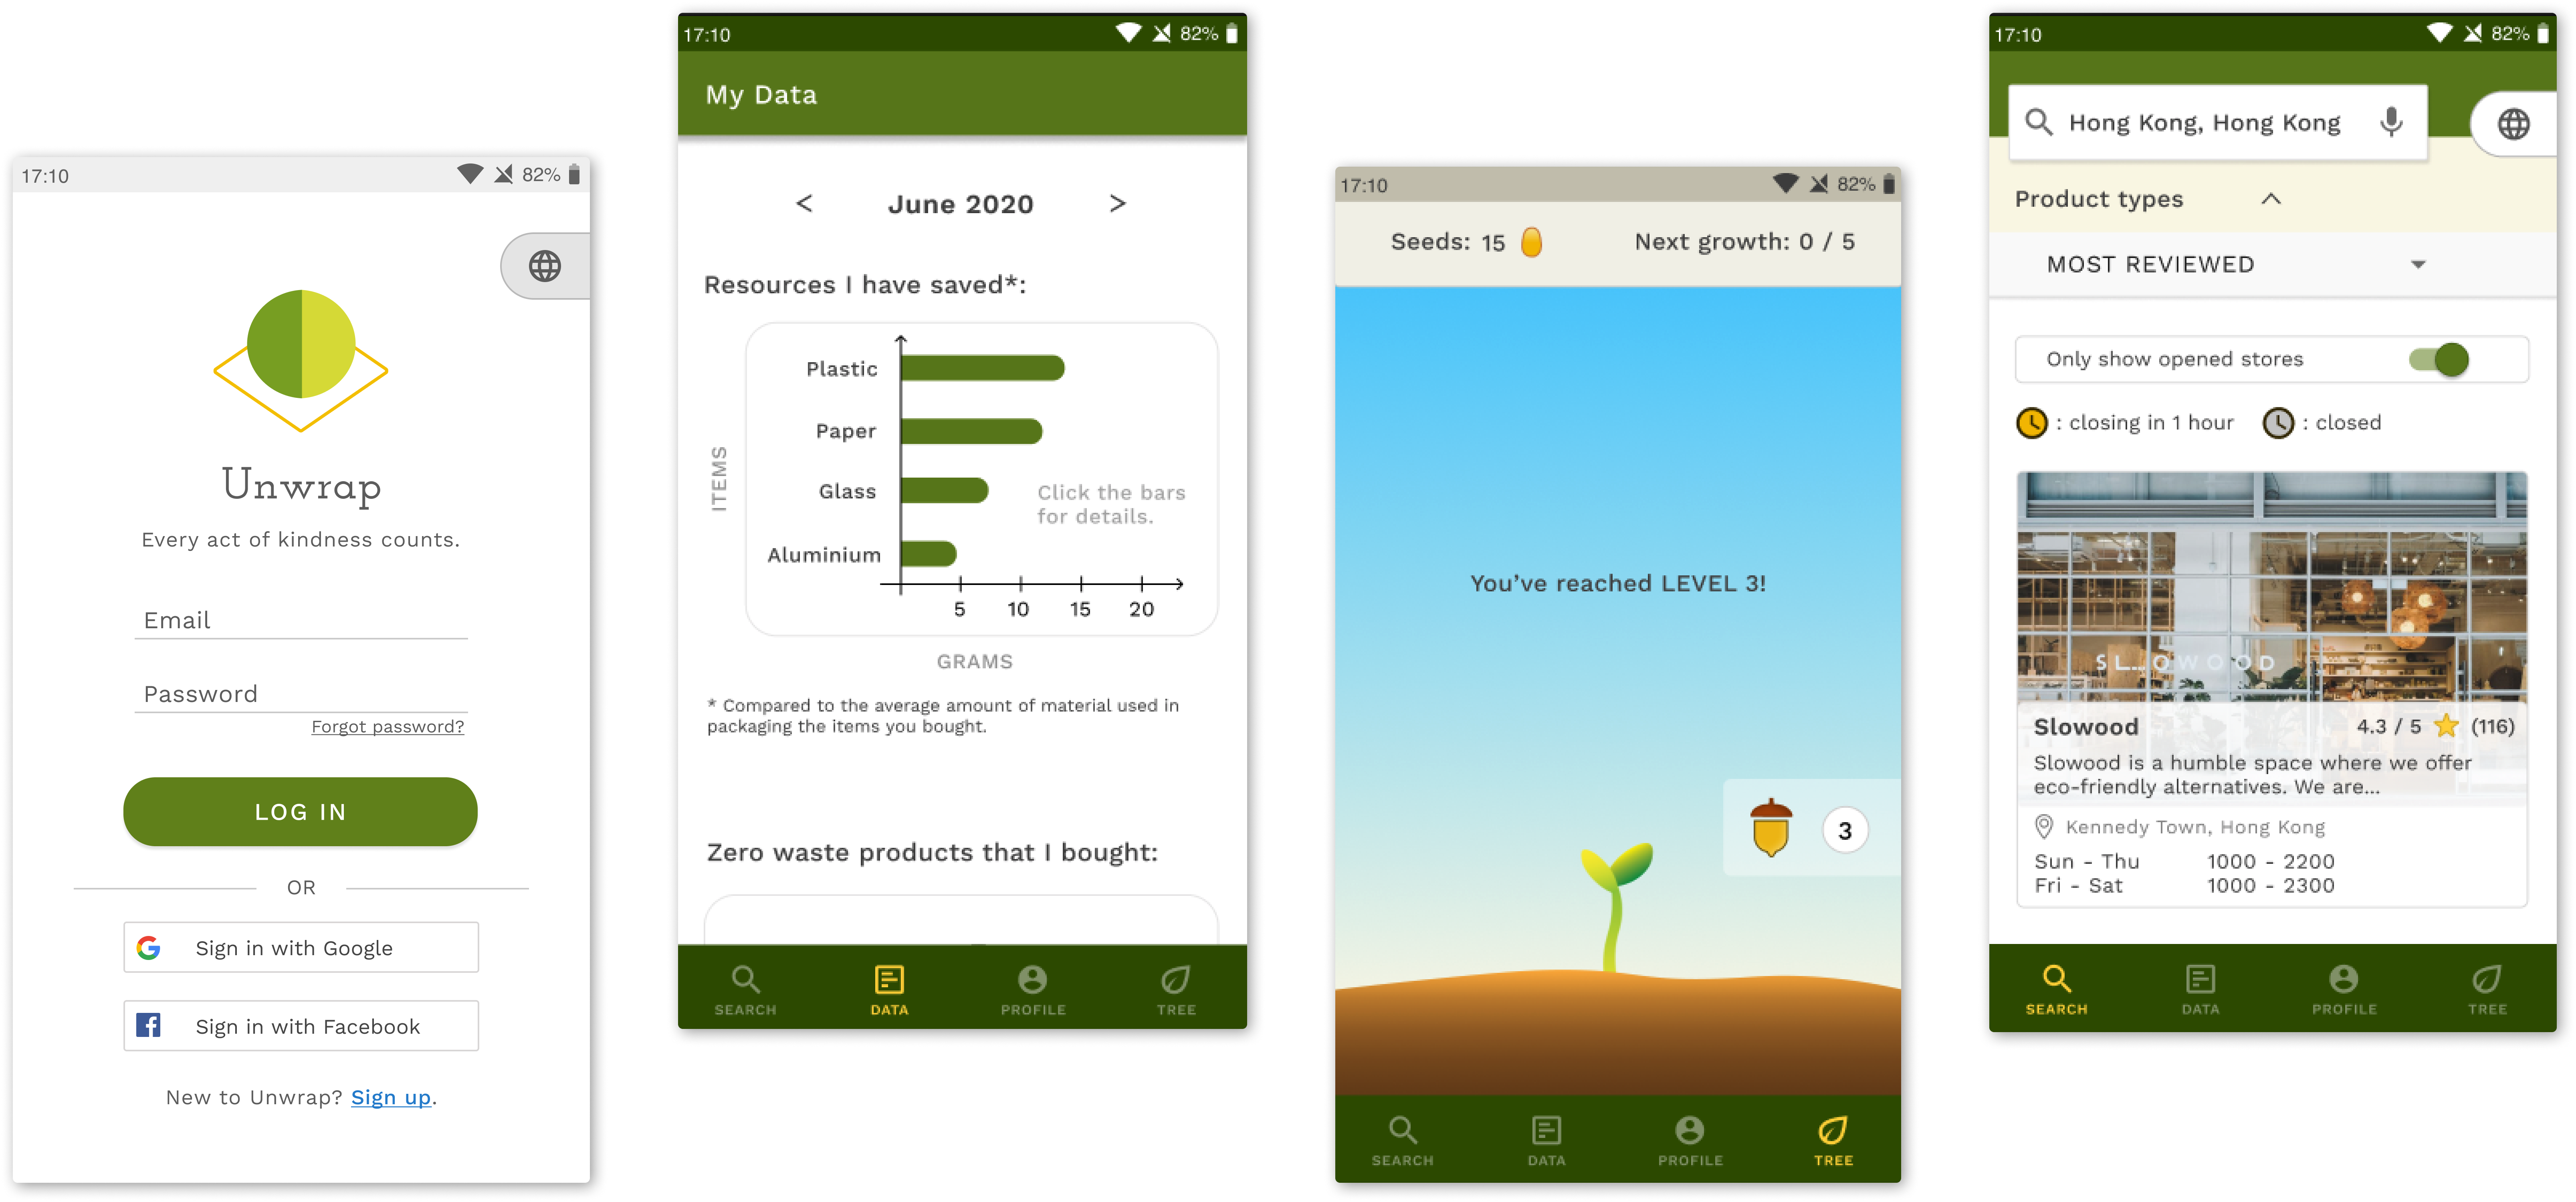 17:10
82%
Unwrap
Every act of kindness counts.
Email
Password
Forgot password?
LOG IN
OR
Sign in with Google
Sign in with Facebook
New to Unwrap? Sign up.
17:10
82%
My Data
< June 2020 >
Resources I have saved*:
ITEMS
Plastic
Paper
Glass
Aluminium
Click the bars
for details.
5 10 15 20
GRAMS
* Compared to the average amount of material used in
packaging the items you bought.
Zero waste products that I bought:
SEARCH DATA PROFILE TREE
17:10
82%
Seeds: 15 Next growth: 0 / 5
You’ve reached LEVEL 3!
3
SEARCH DATA PROFILE TREE
17:10
82%
Hong Kong, Hong Kong
Product types
MOST REVIEWED
Only show opened stores
: closing in 1 hour : closed
SLOWOOD
Slowood 4.3 / 5 (116)
Slowood is a humble space where we offer
eco-friendly alternatives. We are...
Kennedy Town, Hong Kong
Sun - Thu 1000 - 2200
Fri - Sat 1000 - 2300
SEARCH DATA PROFILE TREE